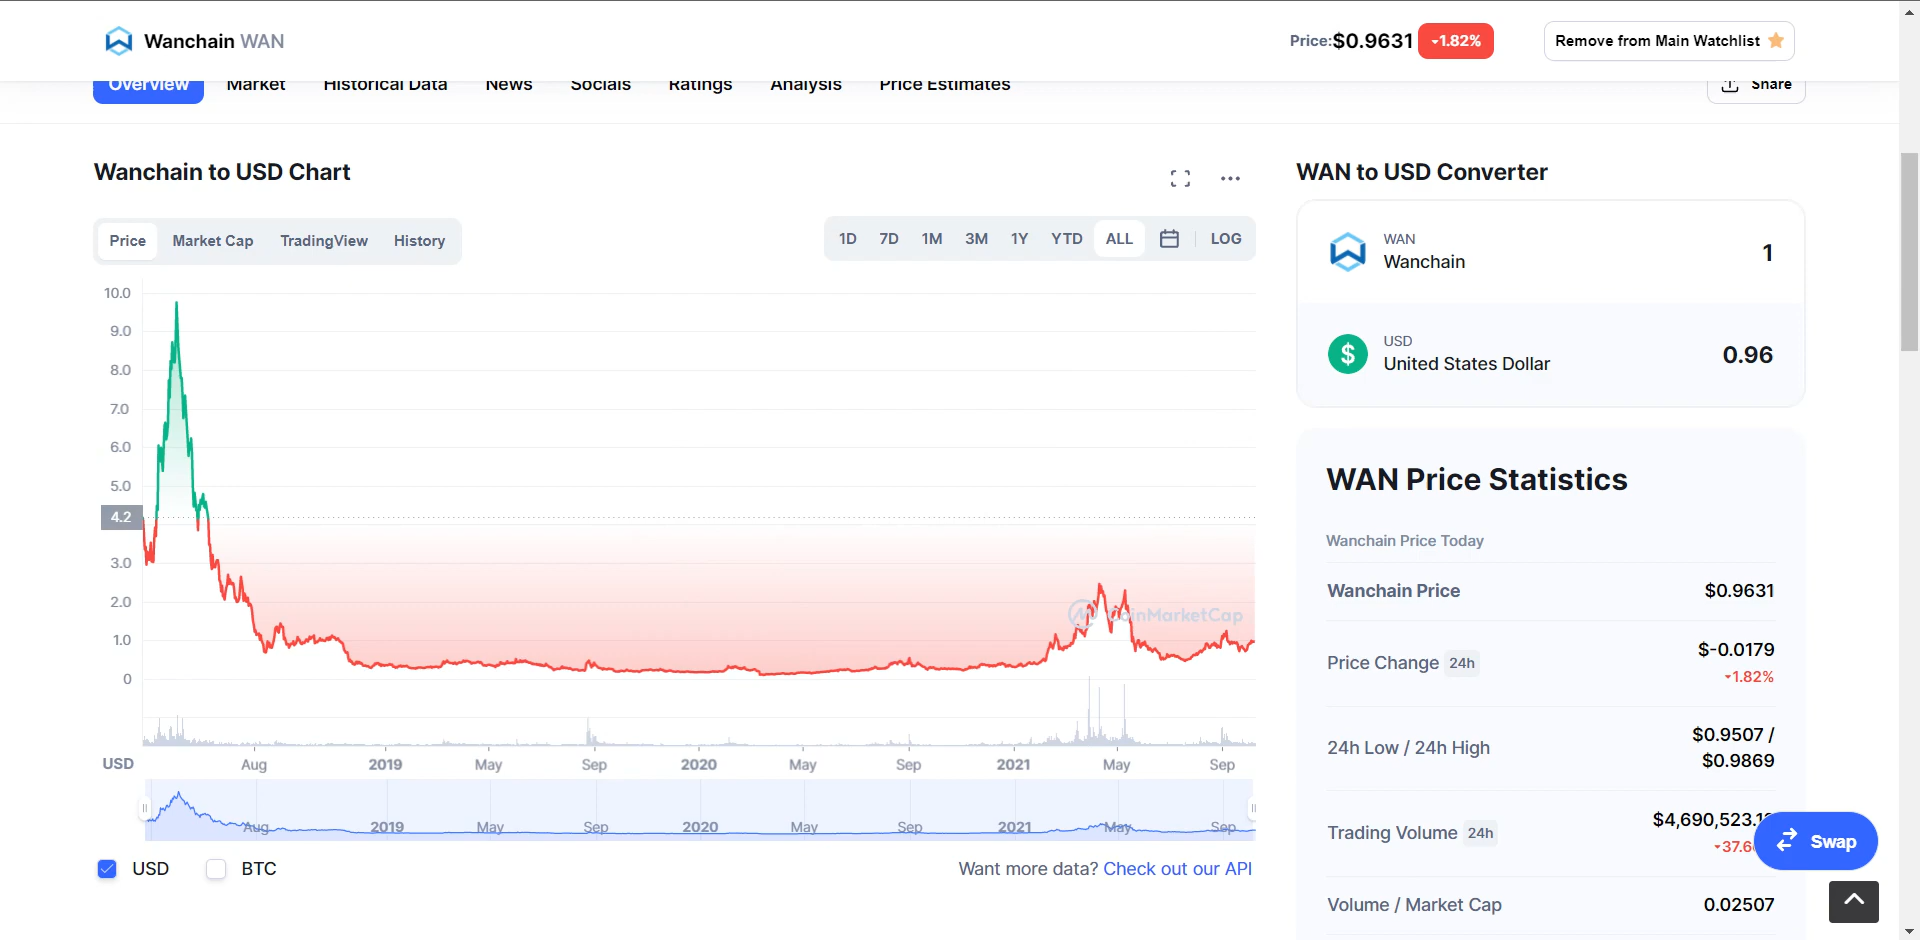 Wanchain WAN
Price:$0.9631 1.82%
Remove from Main Watchlist
Overview Market Historical Data News Socials Ratings Analysis Price Estimates
Share
Wanchain to USD Chart
Price Market Cap TradingView History
1D 7D 1M 3M 1Y YTD ALL LOG
10.0
9.0
8.0
7.0
6.0
5.0
4.2
3.0
2.0
1.0
0
CoinMarketCap
USD Aug 2019 May Sep 2020 May Sep 2021 May Sep
Aug 2019 May Sep 2020 May Sep 2021 May Sep
USD BTC
Want more data? Check out our API
WAN to USD Converter
WAN
Wanchain
1
USD
United States Dollar
0.96
$
WAN Price Statistics
Wanchain Price Today
Wanchain Price $0.9631
Price Change 24h $-0.0179
1.82%
24h Low / 24h High $0.9507 /
$0.9869
Trading Volume 24h $4,690,523.1
37.6
Swap
Volume / Market Cap 0.02507